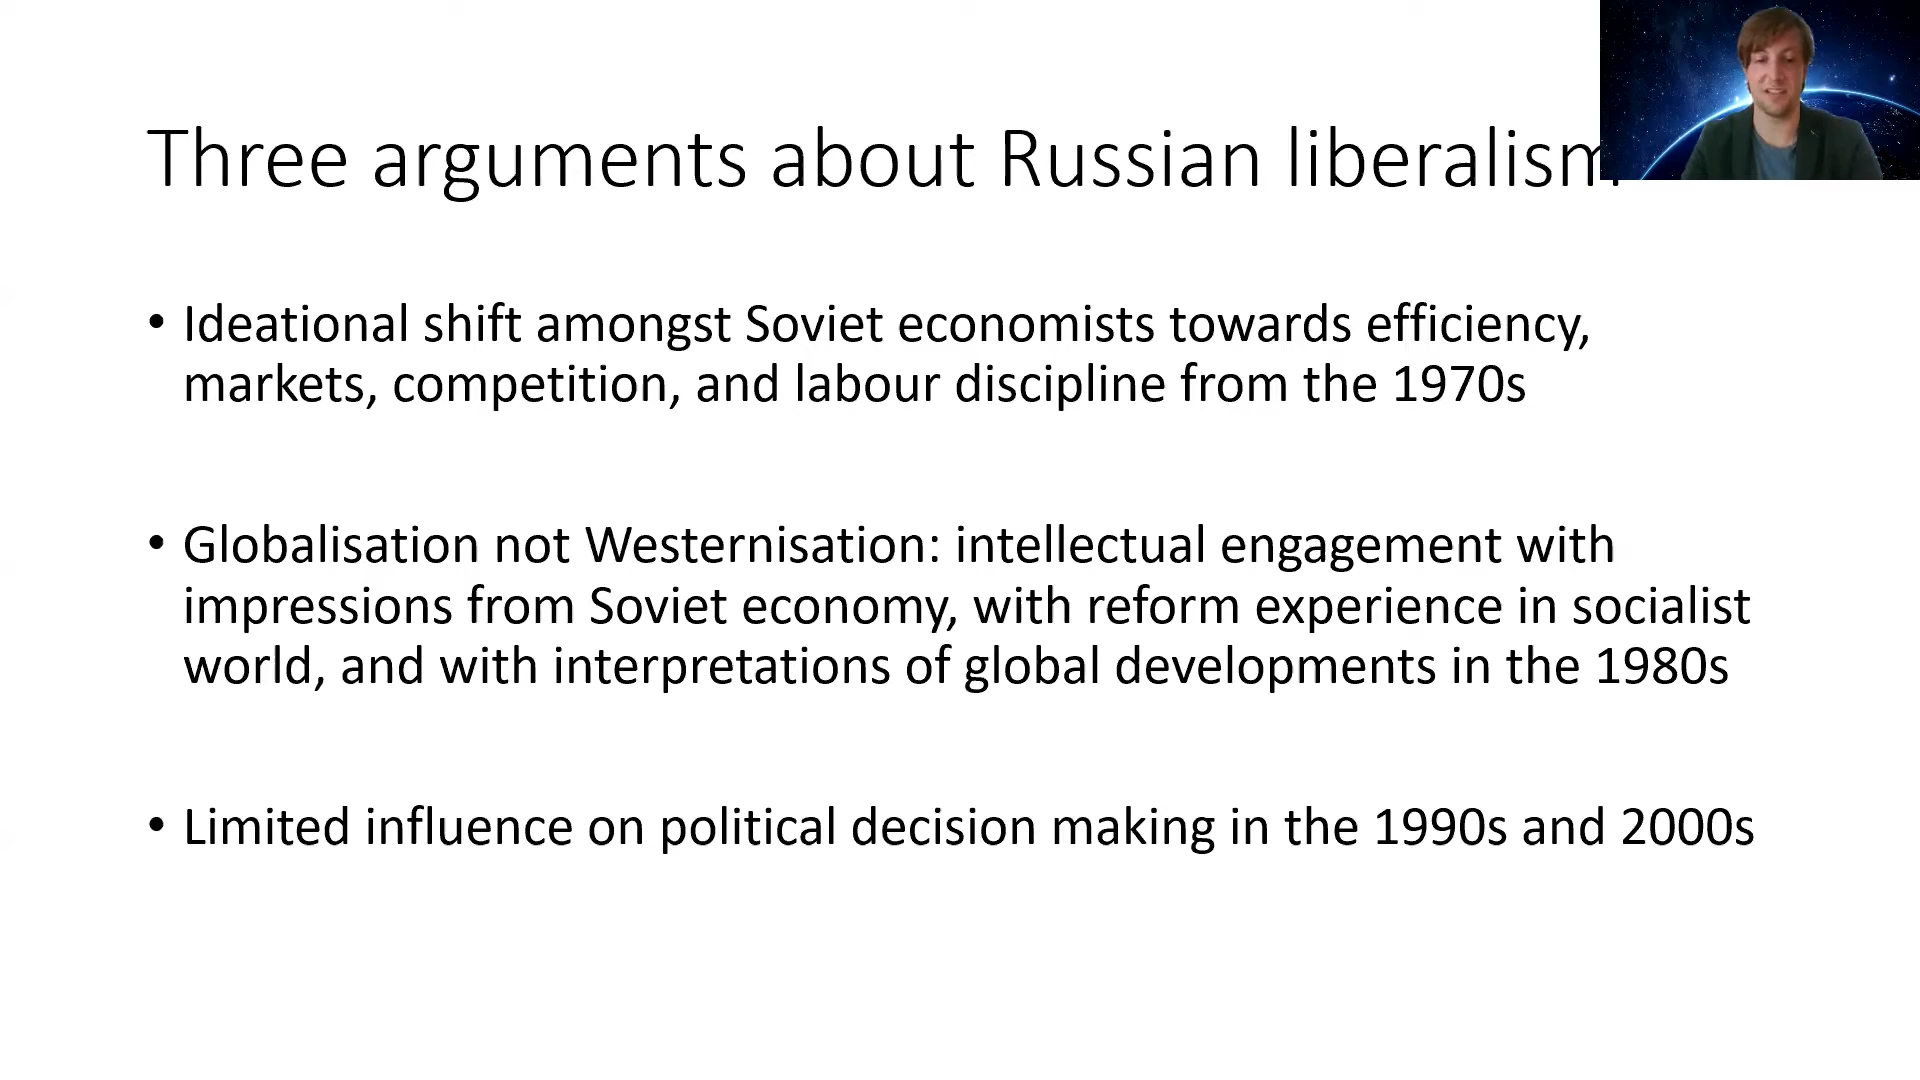 Three arguments about Russian liberalism
• Ideational shift amongst Soviet economists towards efficiency,
markets, competition, and labour discipline from the 1970s
• Globalisation not Westernisation: intellectual engagement with
impressions from Soviet economy, with reform experience in socialist
world, and with interpretations of global developments in the 1980s
• Limited influence on political decision making in the 1990s and 2000s